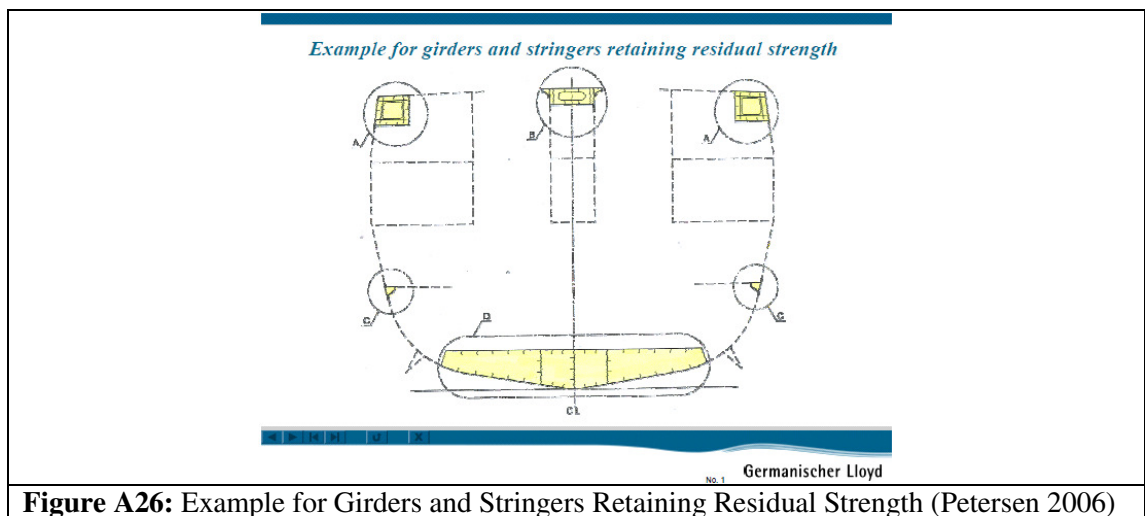 Example for girders and stringers retaining residual strength
A
B
A
C
C
D
CL
No. 1
Germanischer Lloyd
Figure A26: Example for Girders and Stringers Retaining Residual Strength (Petersen 2006)